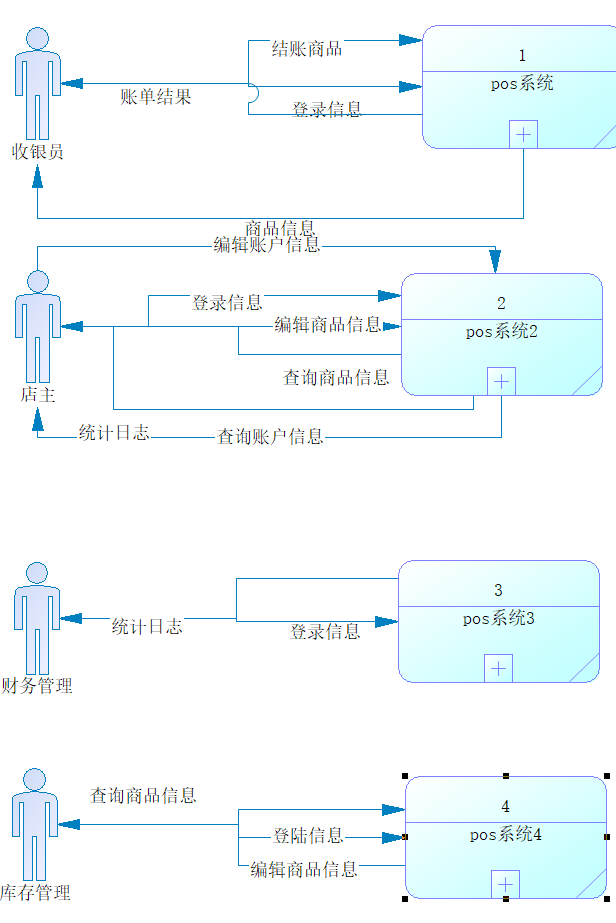 结账商品
1
pos系统
账单结果
登录信息
收银员
商品信息
编辑账户信息
登录信息
2
编辑商品信息
pos系统2
查询商品信息
店主
统计日志
查询账户信息
3
pos系统3
统计日志
登录信息
财务管理
查询商品信息
4
登陆信息
pos系统4
编辑商品信息
库存管理